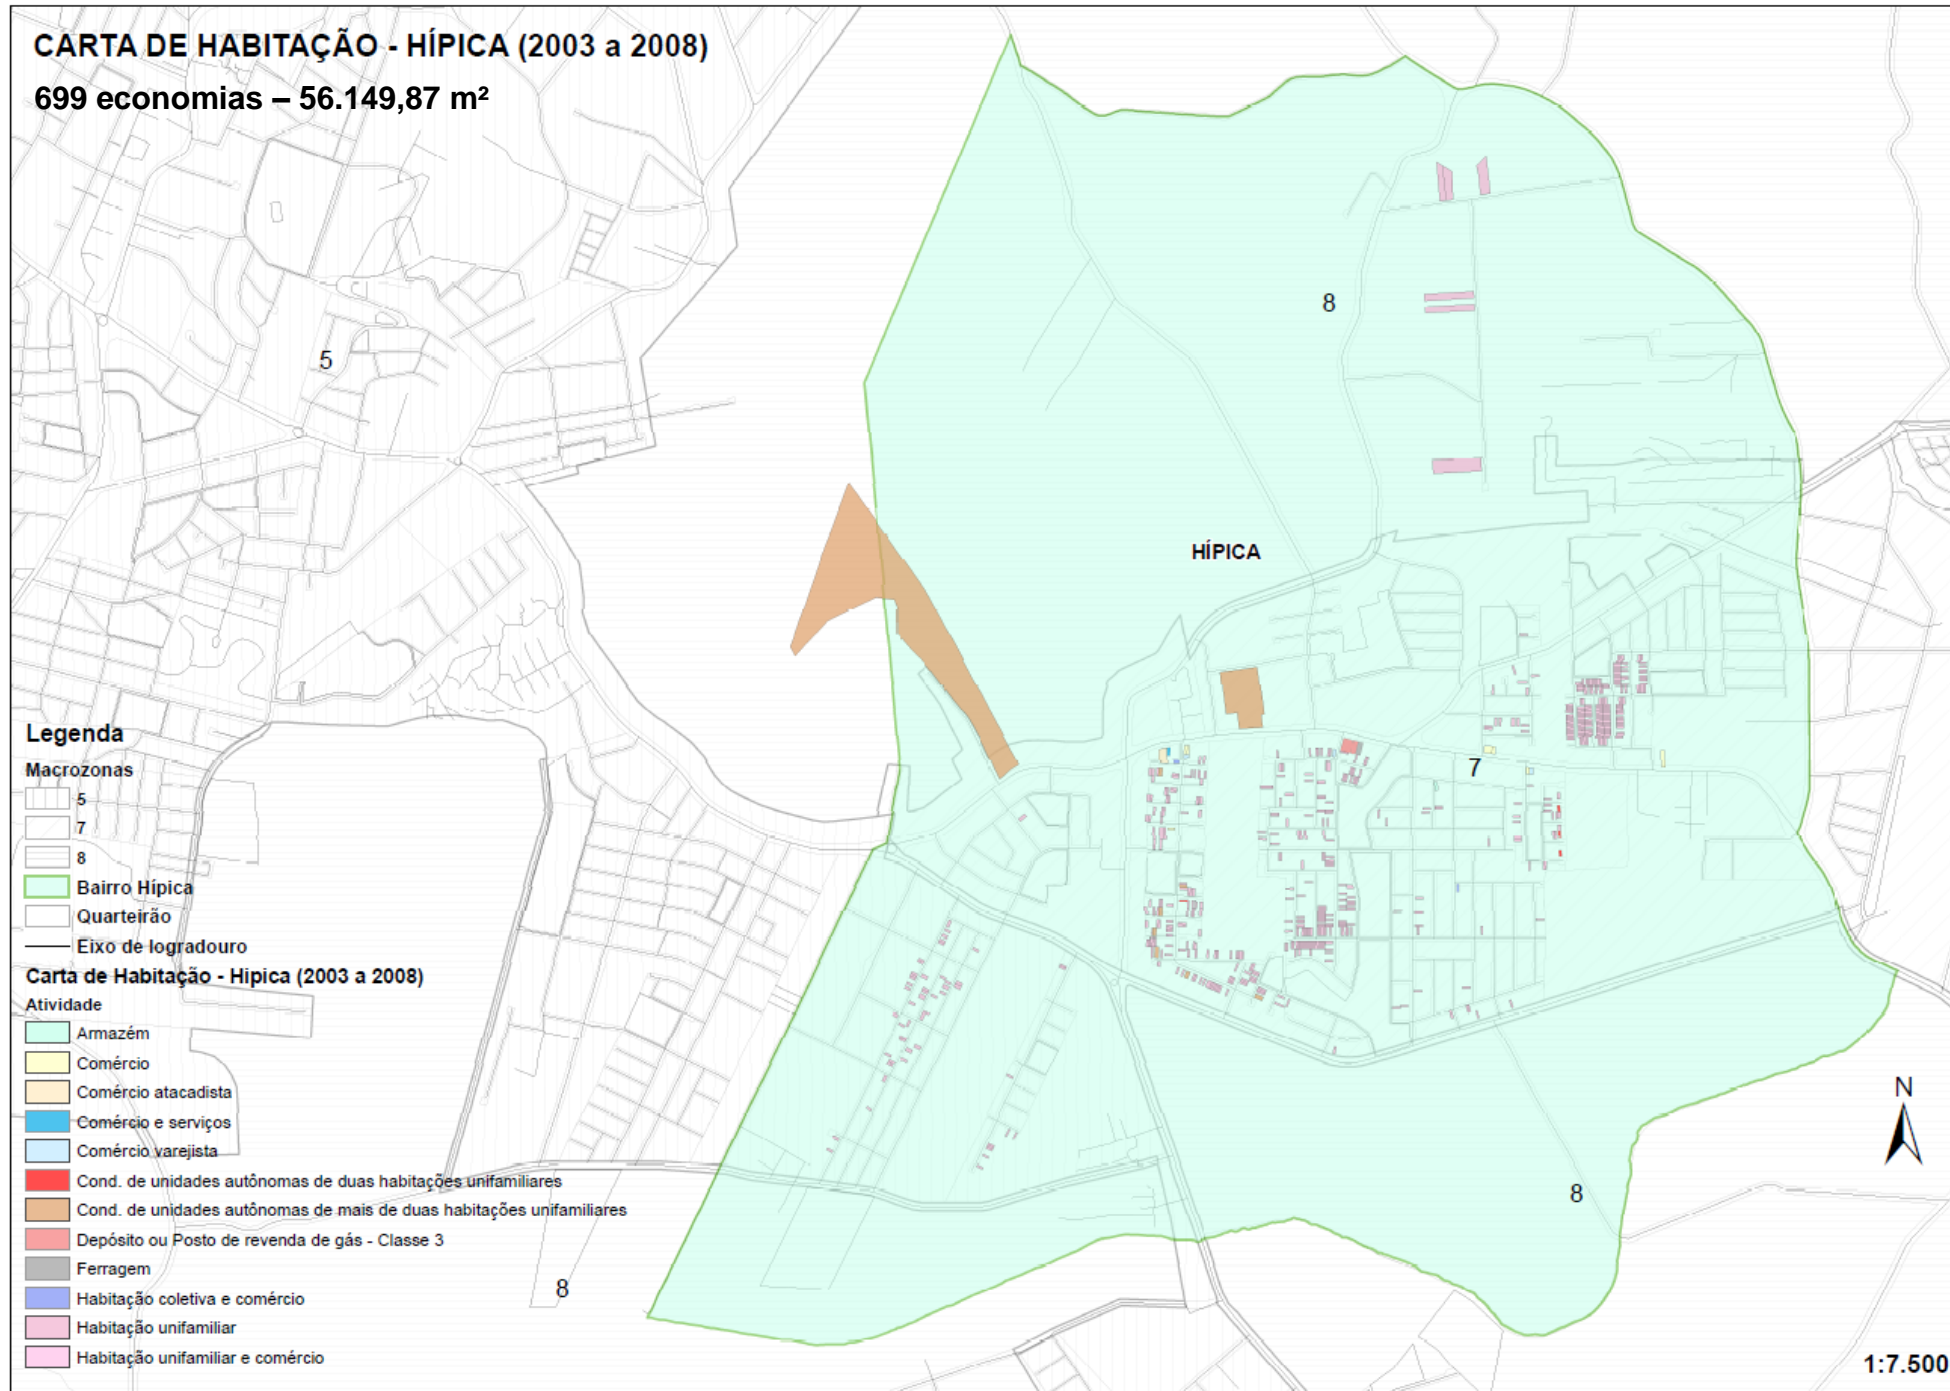 CARTA DE HABITAÇÃO - HÍPICA (2003 a 2008)
699 economias – 56.149,87 m²
8
5
HÍPICA
7
Legenda
Macrozonas
5
7
8
Bairro Hípica
Quarteirão
Eixo de logradouro
Carta de Habitação - Hipica (2003 a 2008)
Atividade
Armazém
Comércio
Comércio atacadista
Comércio e serviços
Comércio varejista
Cond. de unidades autônomas de duas habitações unifamiliares
Cond. de unidades autônomas de mais de duas habitações unifamiliares
Depósito ou Posto de revenda de gás - Classe 3
Ferragem
Habitação coletiva e comércio
Habitação unifamiliar
Habitação unifamiliar e comércio
N
8
8
1:7.500